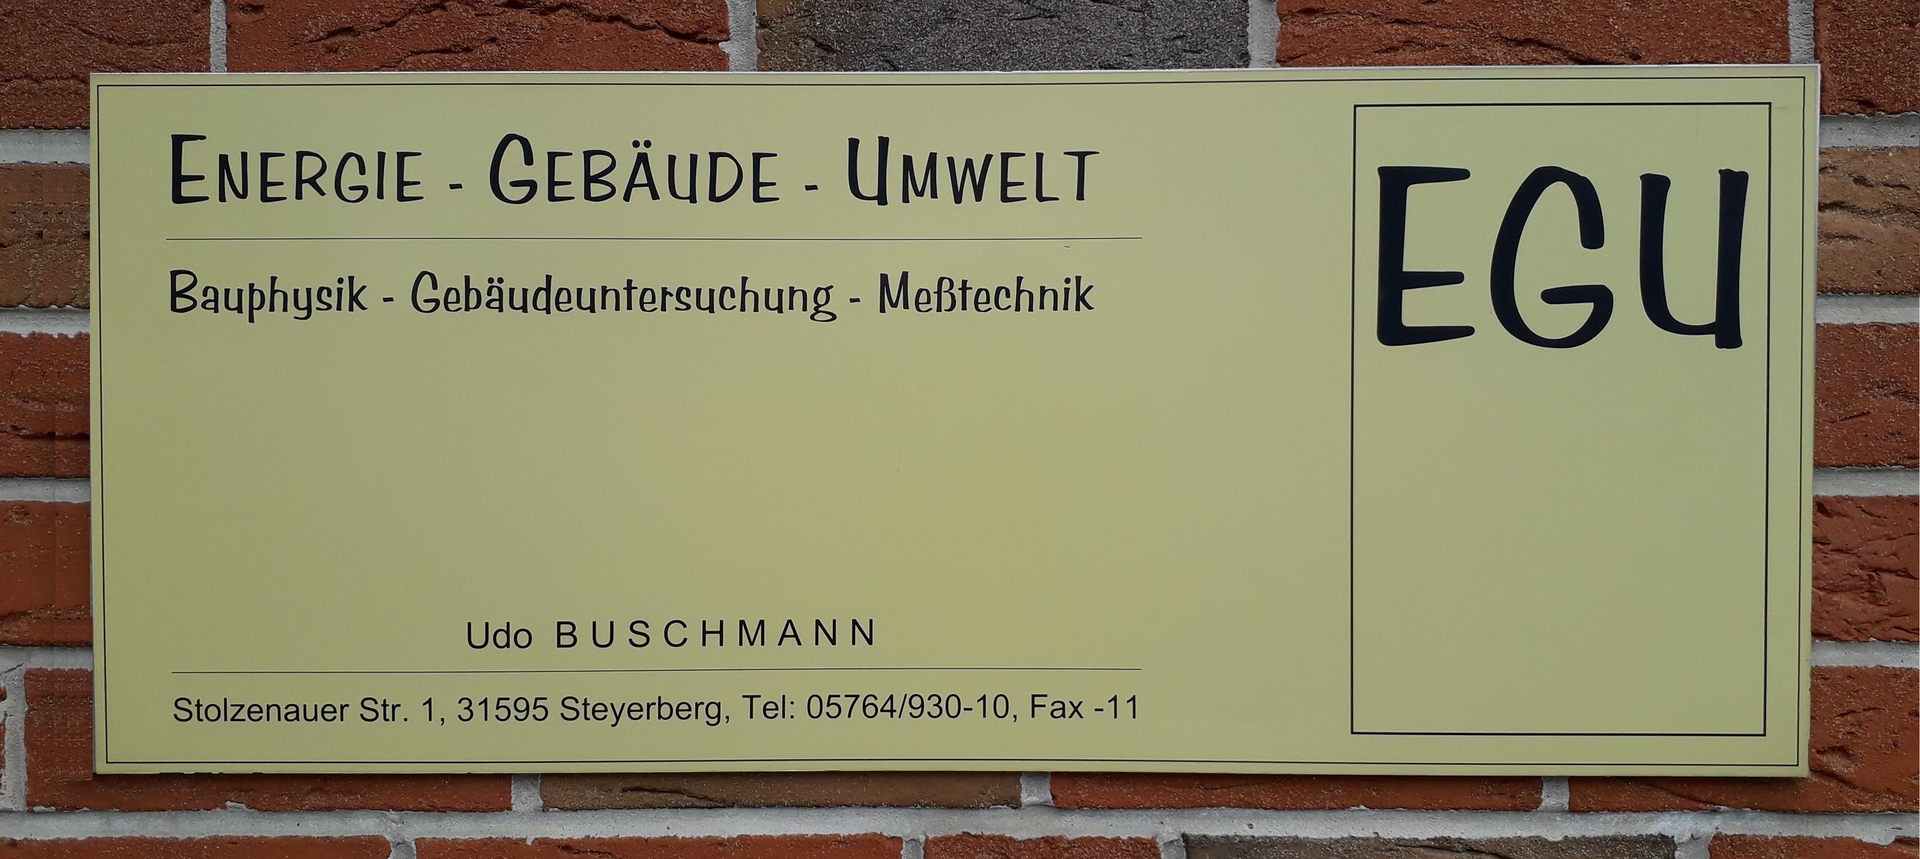 ENERGIE - GEBÄUDE - UMWELT
Bauphysik - Gebäudeuntersuchung - Meßtechnik
Udo BUSCHMANN
Stolzenauer Str. 1, 31595 Steyerberg, Tel: 05764/930-10, Fax -11
EGU